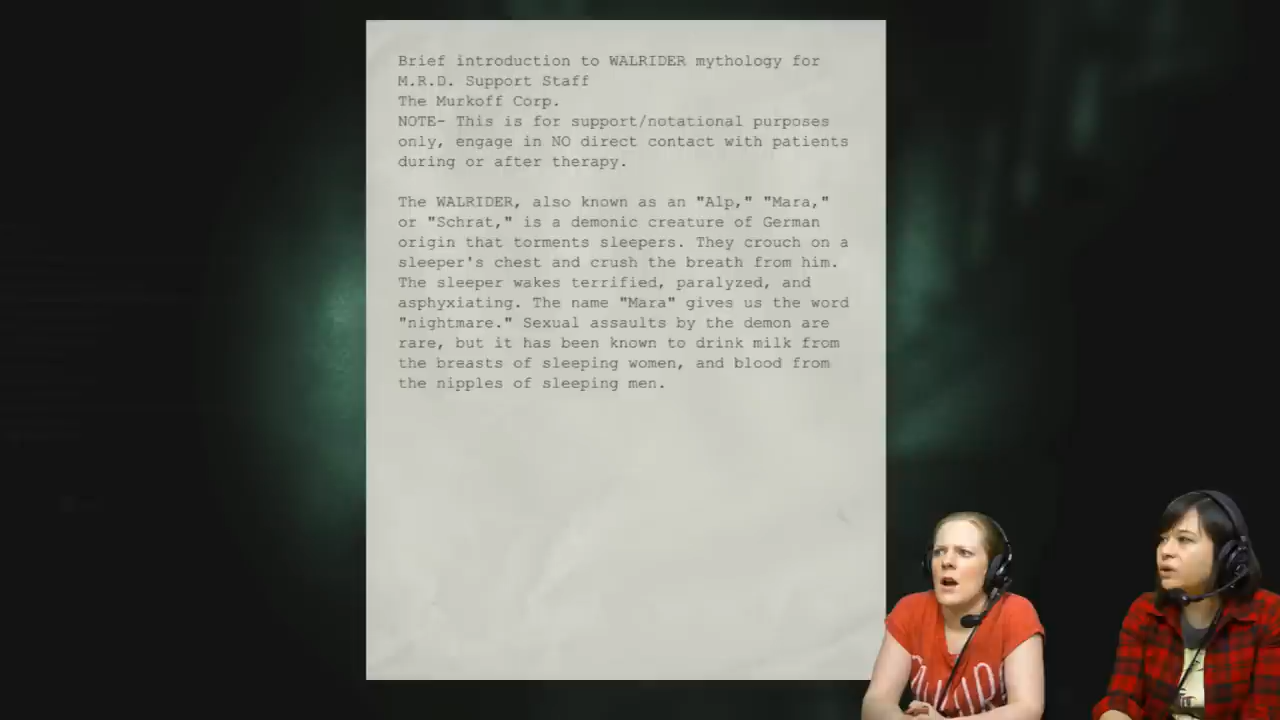 Brief introduction to WALRIDER mythology for
M.R.D. Support Staff
The Murkoff Corp.
NOTE- This is for support/notational purposes
only, engage in NO direct contact with patients
during or after therapy.
The WALRIDER, also known as an "Alp," "Mara,"
or "Schrat," is a demonic creature of German
origin that torments sleepers. They crouch on a
sleeper's chest and crush the breath from him.
The sleeper wakes terrified, paralyzed, and
asphyxiating. The name "Mara" gives us the word
"nightmare." Sexual assaults by the demon are
rare, but it has been known to drink milk from
the breasts of sleeping women, and blood from
the nipples of sleeping men.